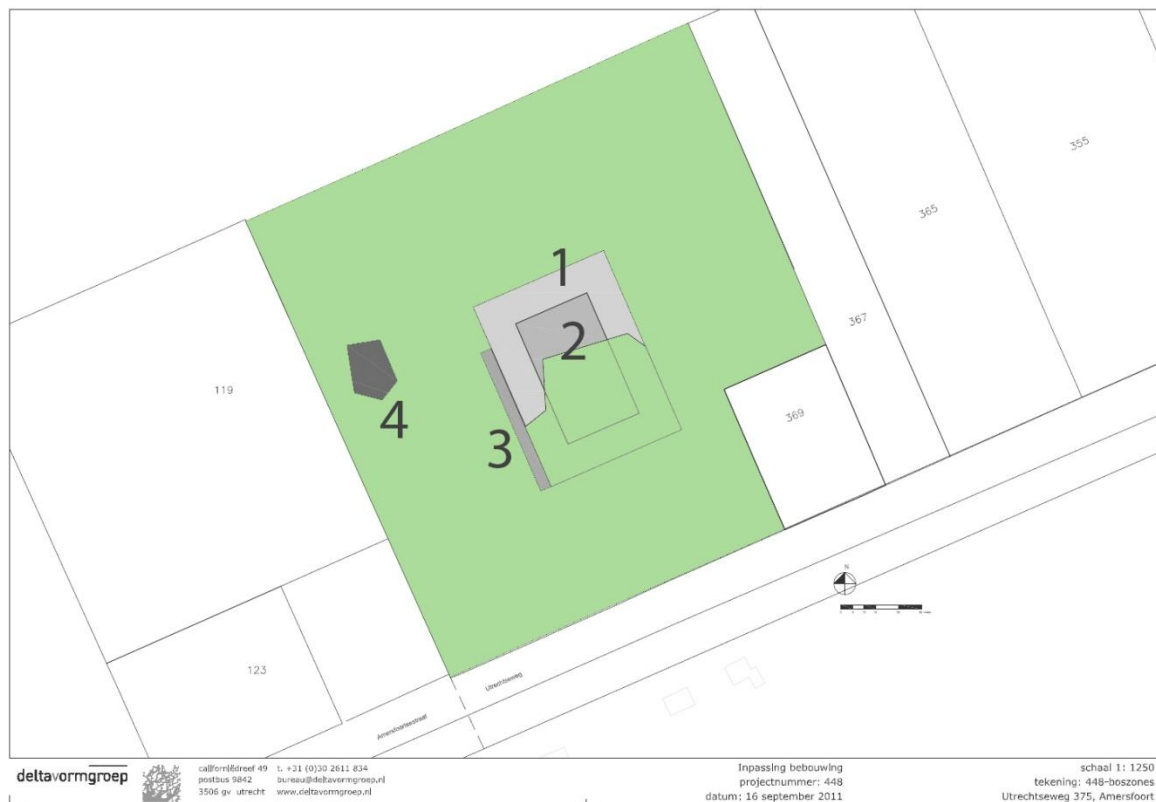 355
365
1
367
2
119
369
4
3
N
123
Utrechtseweg
Amersfoortsestraat
deltavormgroep
californiëdreef 49 t. +31 (0)30 2611 834
postbus 9842 bureau@deltavormgroep.nl
3506 gv utrecht www.deltavormgroep.nl
Inpassing bebouwing
projectnummer: 448
datum: 16 september 2011
schaal 1: 1250
tekening: 448-boszones
Utrechtseweg 375, Amersfoort